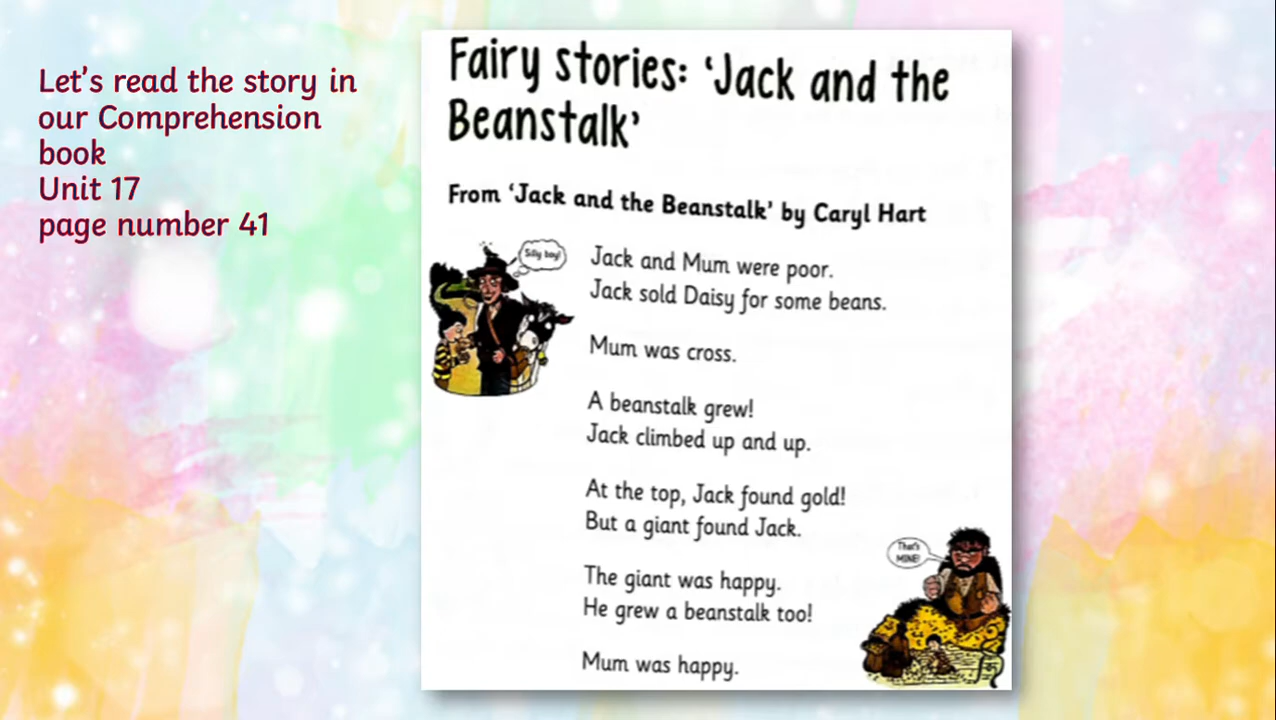 Let's read the story in
our Comprehension
book
Unit 17
page number 41
Fairy stories: 'Jack and the
Beanstalk'
From 'Jack and the Beanstalk' by Caryl Hart
Silly boy!
Jack and Mum were poor.
Jack sold Daisy for some beans.
Mum was cross.
A beanstalk grew!
Jack climbed up and up.
At the top, Jack found gold!
But a giant found Jack.
That's
MINE!
The giant was happy.
He grew a beanstalk too!
Mum was happy.